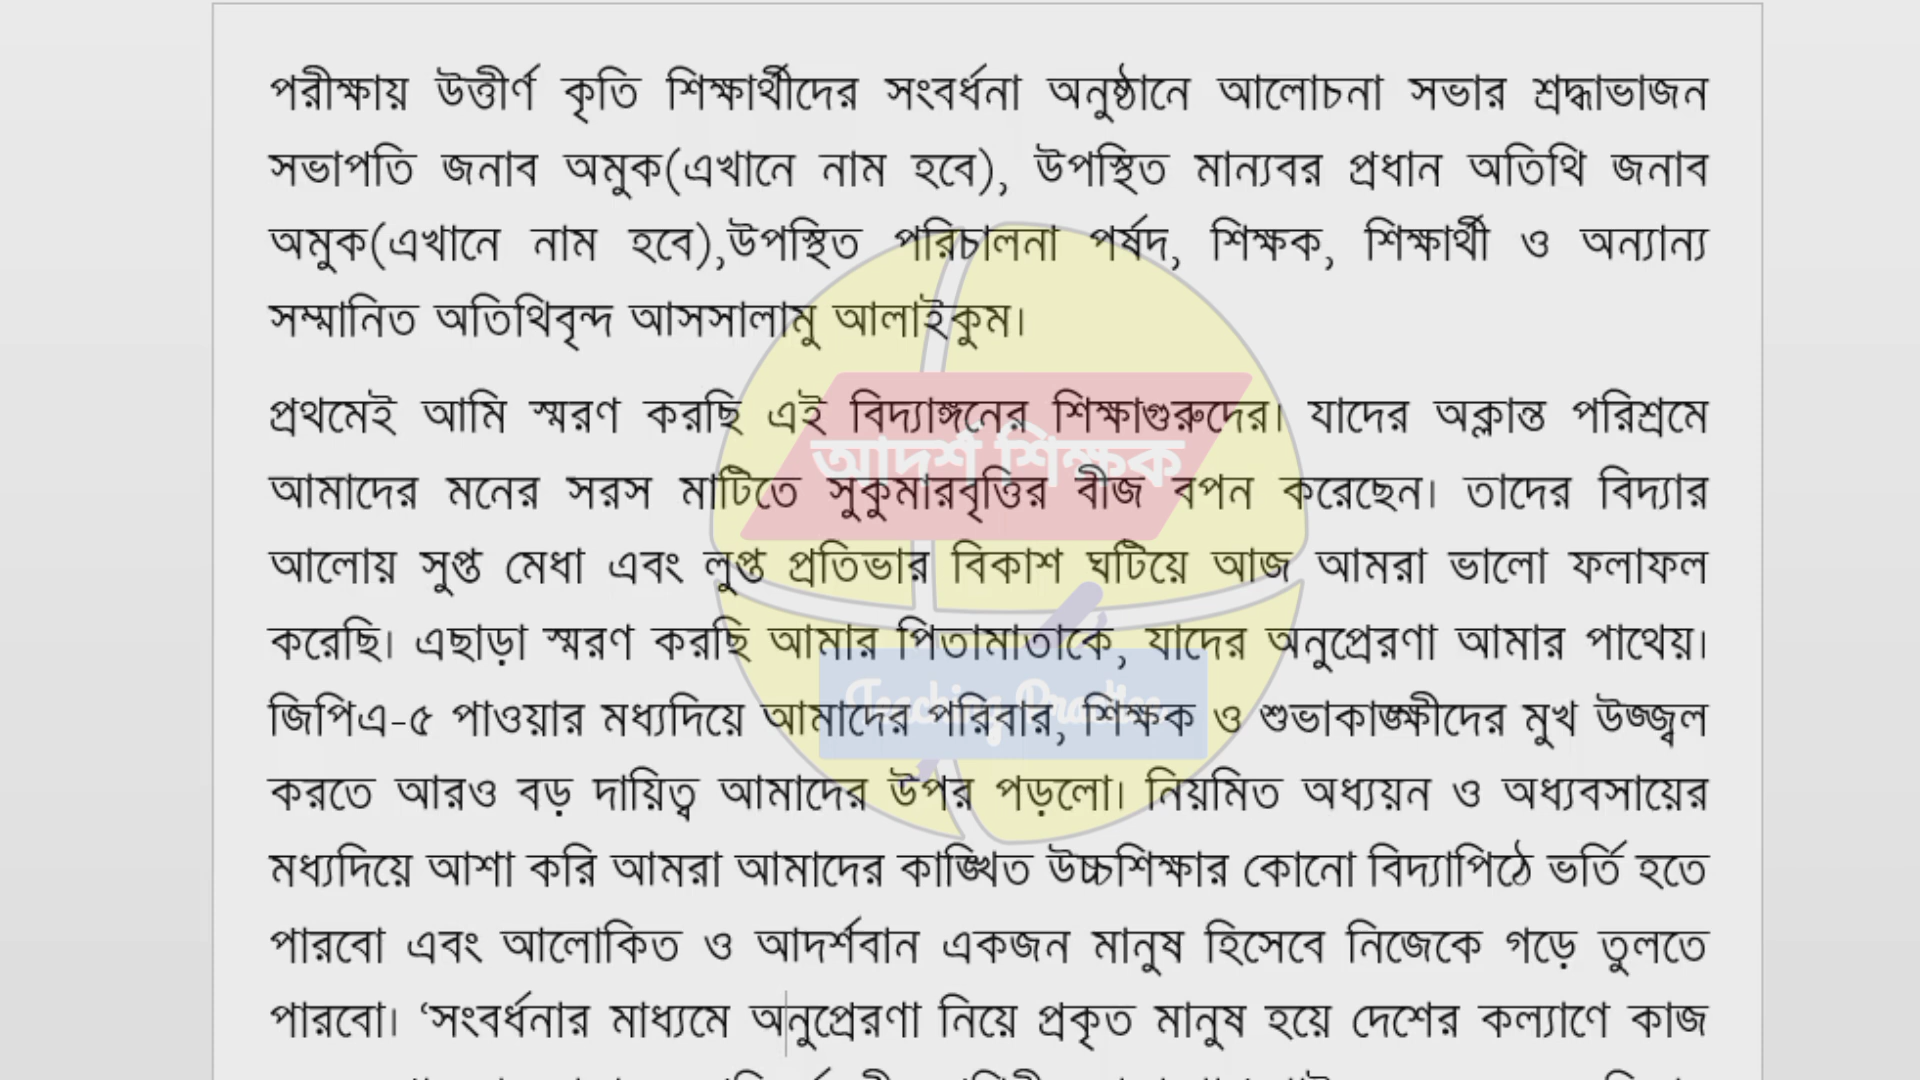 পরীক্ষায় উত্তীর্ণ কৃতি শিক্ষার্থীদের সংবর্ধনা অনুষ্ঠানে আলোচনা সভার শ্রদ্ধাভাজন
সভাপতি জনাব অমুক(এখানে নাম হবে), উপস্থিত মান্যবর প্রধান অতিথি জনাব
অমুক(এখানে নাম হবে),উপস্থিত পরিচালনা পর্ষদ, শিক্ষক, শিক্ষার্থী ও অন্যান্য
সম্মানিত অতিথিবৃন্দ আসসালামু আলাইকুম।
প্রথমেই আমি স্মরণ করছি এই বিদ্যাঙ্গনের শিক্ষাগুরুদের। যাদের অক্লান্ত পরিশ্রমে
আদর্শ শিক্ষক
আমাদের মনের সরস মাটিতে সুকুমারবৃত্তির বীজ বপন করেছেন। তাদের বিদ্যার
আলোয় সুপ্ত মেধা এবং লুপ্ত প্রতিভার বিকাশ ঘটিয়ে আজ আমরা ভালো ফলাফল
করেছি। এছাড়া স্মরণ করছি আমার পিতামাতাকে, যাদের অনুপ্রেরণা আমার পাথেয়।
Teaching Practice
জিপিএ-৫ পাওয়ার মধ্যদিয়ে আমাদের পরিবার, শিক্ষক ও শুভাকাঙ্ক্ষীদের মুখ উজ্জ্বল
করতে আরও বড় দায়িত্ব আমাদের উপর পড়লো। নিয়মিত অধ্যয়ন ও অধ্যবসায়ের
মধ্যদিয়ে আশা করি আমরা আমাদের কাঙ্খিত উচ্চশিক্ষার কোনো বিদ্যাপিঠে ভর্তি হতে
পারবো এবং আলোকিত ও আদর্শবান একজন মানুষ হিসেবে নিজেকে গড়ে তুলতে
পারবো। ‘সংবর্ধনার মাধ্যমে অনুপ্রেরণা নিয়ে প্রকৃত মানুষ হয়ে দেশের কল্যাণে কাজ